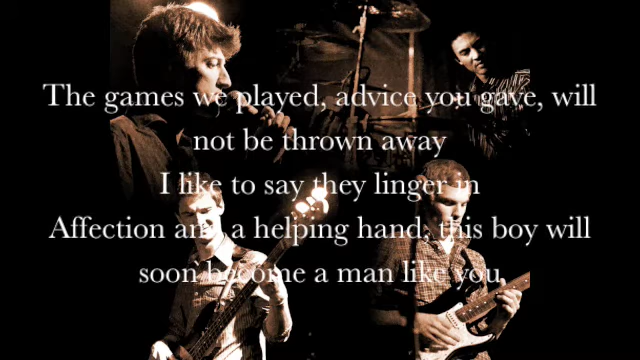 The games we played, advice you gave, will
not be thrown away
I like to say they linger in
Affection and a helping hand, this boy will
soon become a man like you.